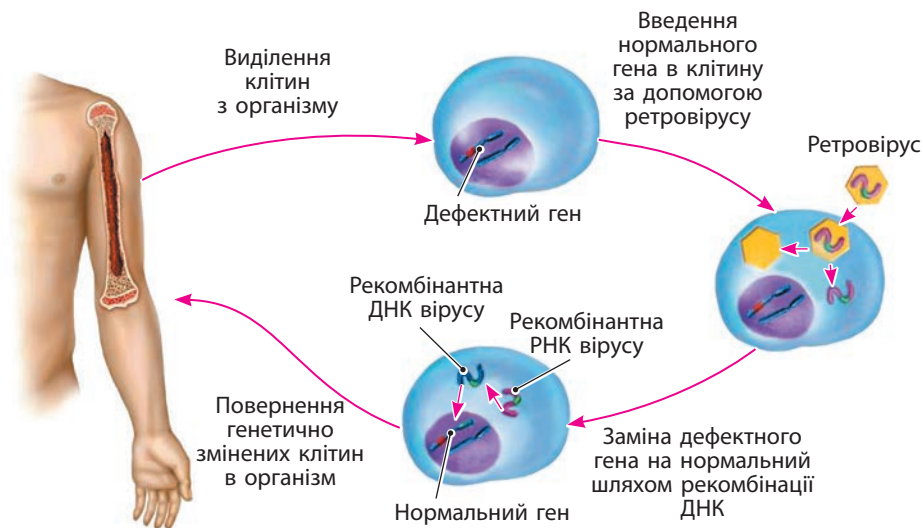 Виділення
клітин
з організму
Дефектний ген
Введення
нормального
гена в клітину
за допомогою
ретровірусу
Ретровірус
Рекомбінантна
ДНК вірусу
Рекомбінантна
РНК вірусу
Нормальний ген
Заміна дефектного
гена на нормальний
шляхом рекомбінації
ДНК
Повернення
генетично
змінених клітин
в організм